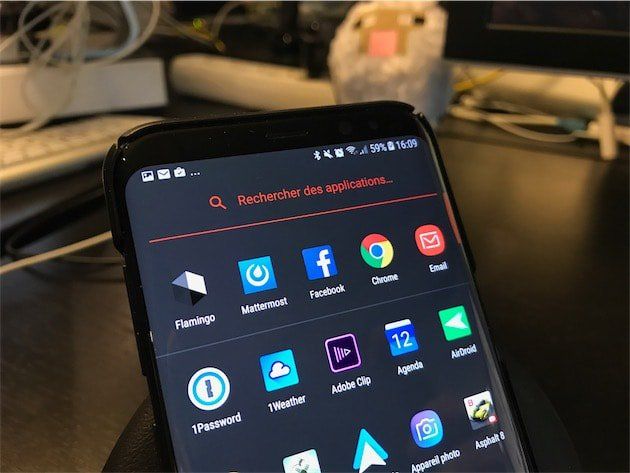 ... 59% 16:09
Rechercher des applications...
Flamingo Mattermost Facebook Chrome Email
1Password 1Weather Adobe Clip Agenda AirDroid
12
Appareil photo Asphalt 8